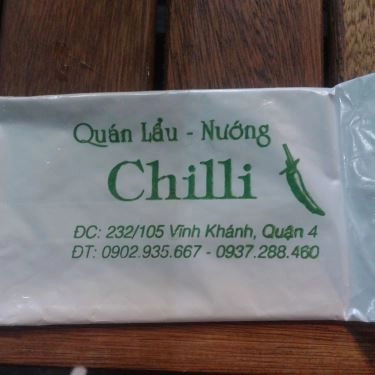 Quán Lẩu - Nướng
Chilli
ĐC: 232/105 Vĩnh Khánh, Quận 4
ĐT: 0902.935.667 - 0937.288.460